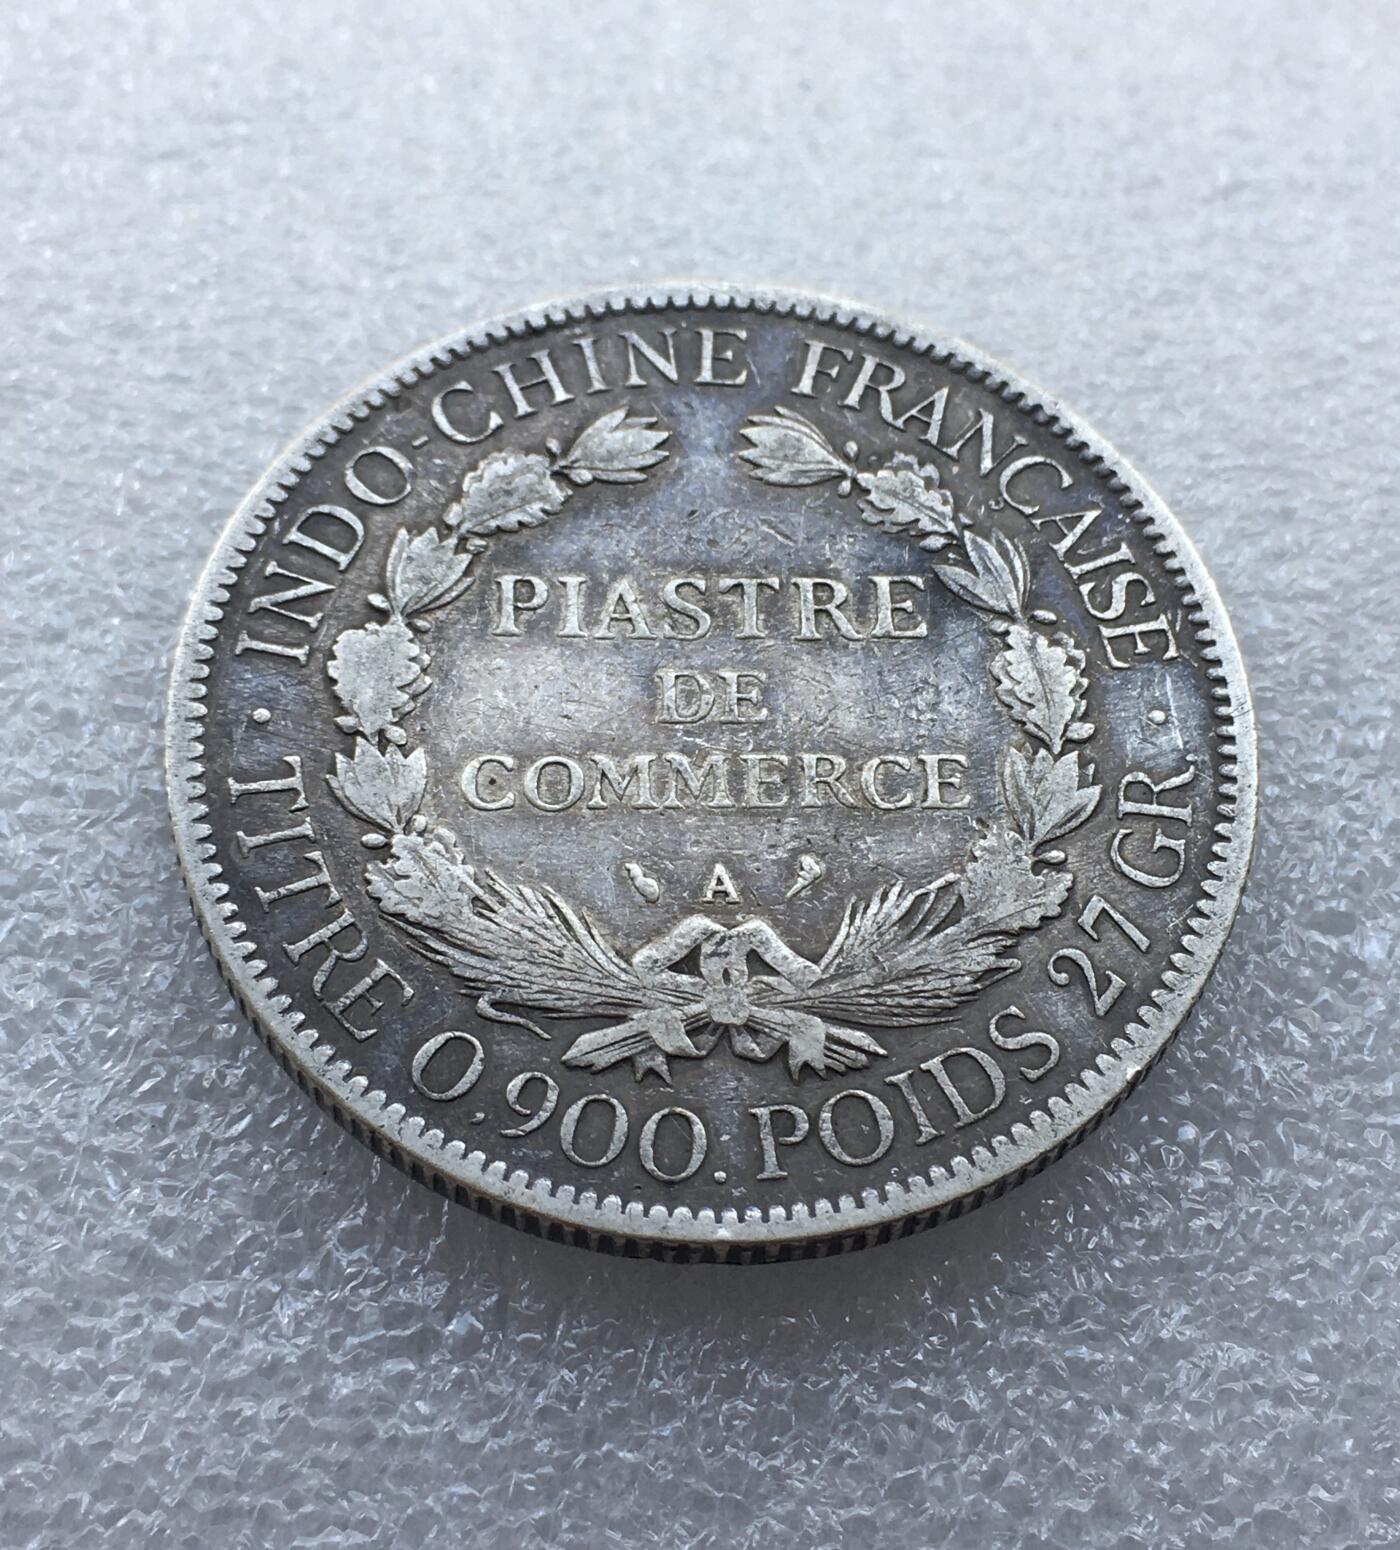 INDO-CHINE FRANÇAISE
PIASTRE
DE
COMMERCE
A
TITRE 0,900. POIDS 27 GR.